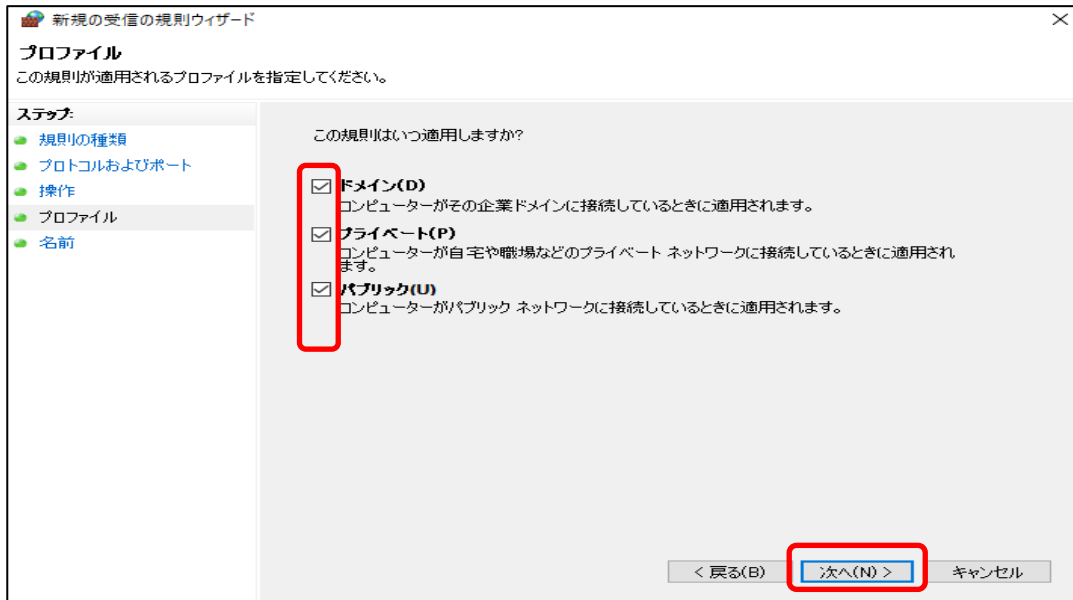 新規の受信の規則ウィザード
プロファイル
この規則が適用されるプロファイルを指定してください。
ステップ:
規則の種類
プロトコルおよびポート
操作
プロファイル
名前
この規則はいつ適用しますか?
ドメイン(D)
コンピューターがその企業ドメインに接続しているときに適用されます。
プライベート(P)
コンピューターが自宅や職場などのプライベート ネットワークに接続しているときに適用され
ます。
パブリック(U)
コンピューターがパブリック ネットワークに接続しているときに適用されます。
< 戻る(B)
次へ(N) >
キャンセル